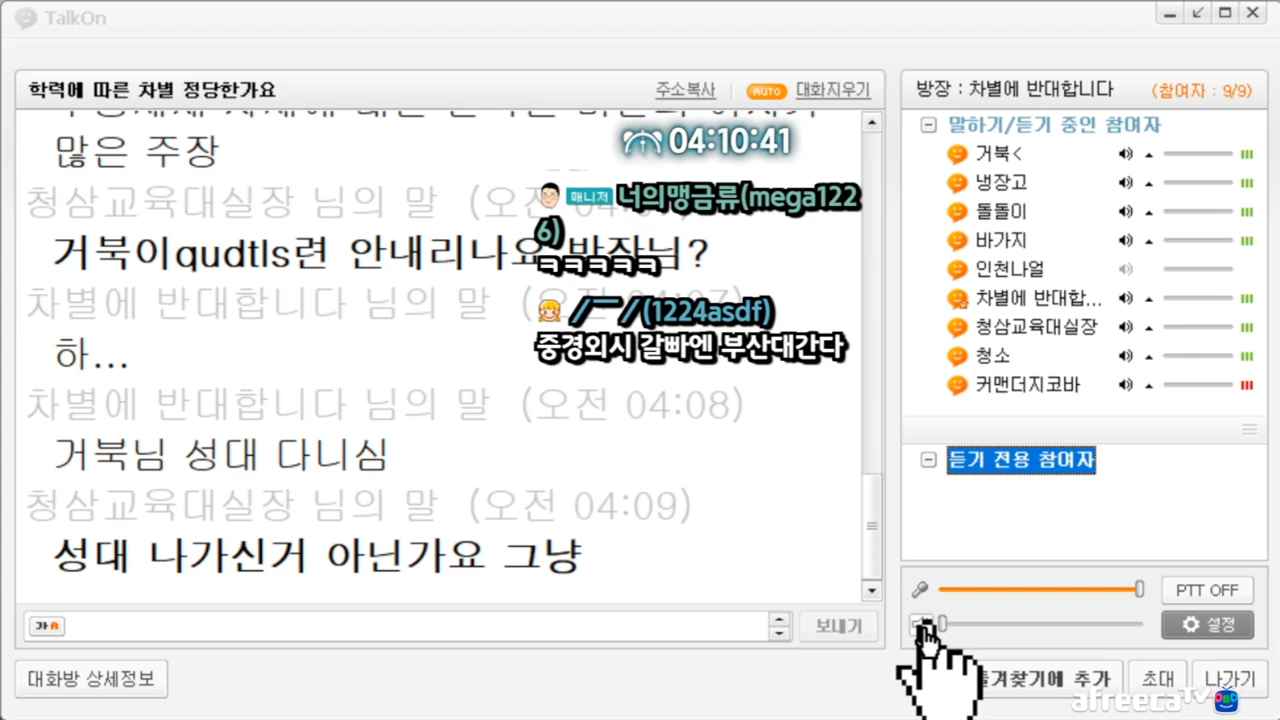 TalkOn
학력에 따른 차별 정당한가요
주소복사
AUTO
대화지우기
많은 주장
04:10:41
청삼교육대실장 님의 말
거북이qudtls련 안내리나요 방장님?
매니저 너의맹금류(mega1226)
ㅋㅋㅋㅋㅋ
차별에 반대합니다 님의 말
하...
/ㅡ/(1224asdf)
중경외시 갈빠엔 부산대간다
차별에 반대합니다 님의 말 (오전 04:08)
거북님 성대 다니심
청삼교육대실장 님의 말 (오전 04:09)
성대 나가신거 아닌가요 그냥
가A
보내기
대화방 상세정보
방장 : 차별에 반대합니다
(참여자 : 9/9)
말하기/듣기 중인 참여자
거북<
냉장고
돌돌이
바가지
인천나얼
차별에 반대합...
청삼교육대실장
청소
커맨더지코바
듣기 전용 참여자
PTT OFF
설정
즐겨찾기에 추가
초대
나가기
afreecaTV